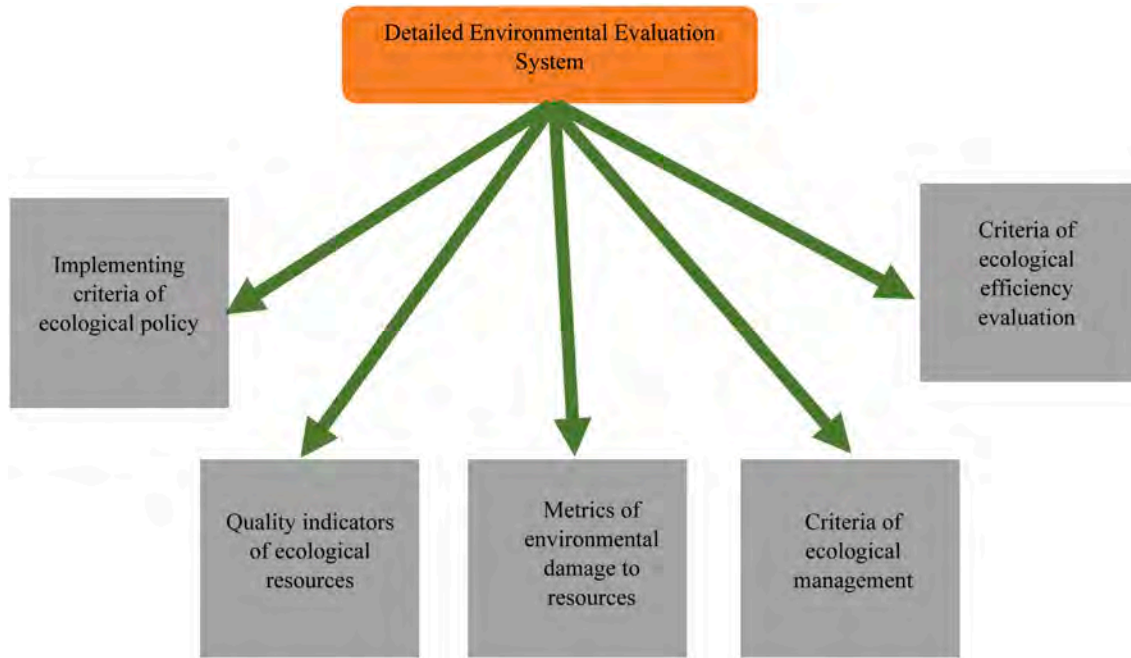 Detailed Environmental Evaluation
System
Implementing
criteria of
ecological policy
Criteria of
ecological
efficiency
evaluation
Quality indicators
of ecological
resources
Metrics of
environmental
damage to
resources
Criteria of
ecological
management